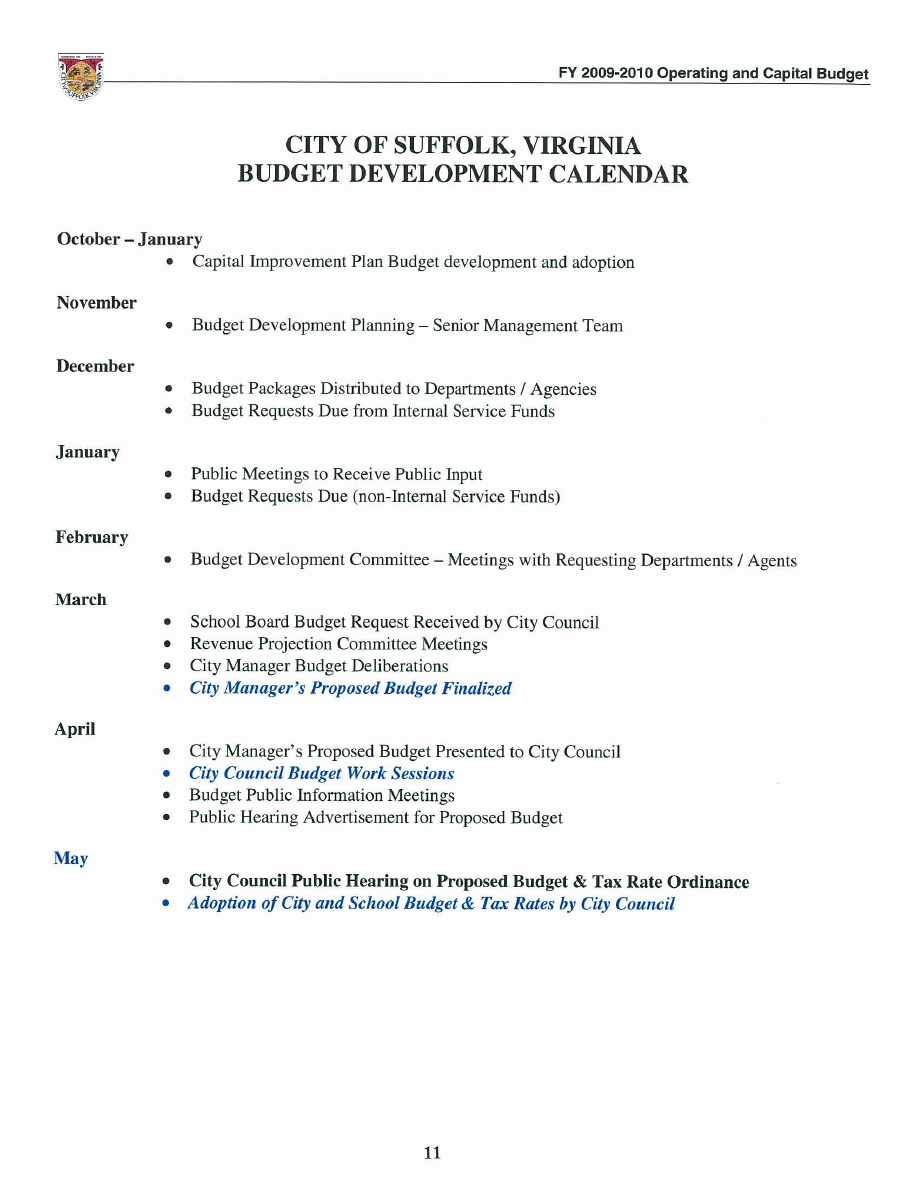 FY 2009-2010 Operating and Capital Budget
CITY OF SUFFOLK, VIRGINIA
BUDGET DEVELOPMENT CALENDAR
October – January
• Capital Improvement Plan Budget development and adoption
November
• Budget Development Planning – Senior Management Team
December
• Budget Packages Distributed to Departments / Agencies
• Budget Requests Due from Internal Service Funds
January
• Public Meetings to Receive Public Input
• Budget Requests Due (non-Internal Service Funds)
February
• Budget Development Committee – Meetings with Requesting Departments / Agents
March
• School Board Budget Request Received by City Council
• Revenue Projection Committee Meetings
• City Manager Budget Deliberations
• City Manager's Proposed Budget Finalized
April
• City Manager's Proposed Budget Presented to City Council
• City Council Budget Work Sessions
• Budget Public Information Meetings
• Public Hearing Advertisement for Proposed Budget
May
• City Council Public Hearing on Proposed Budget & Tax Rate Ordinance
• Adoption of City and School Budget & Tax Rates by City Council
11